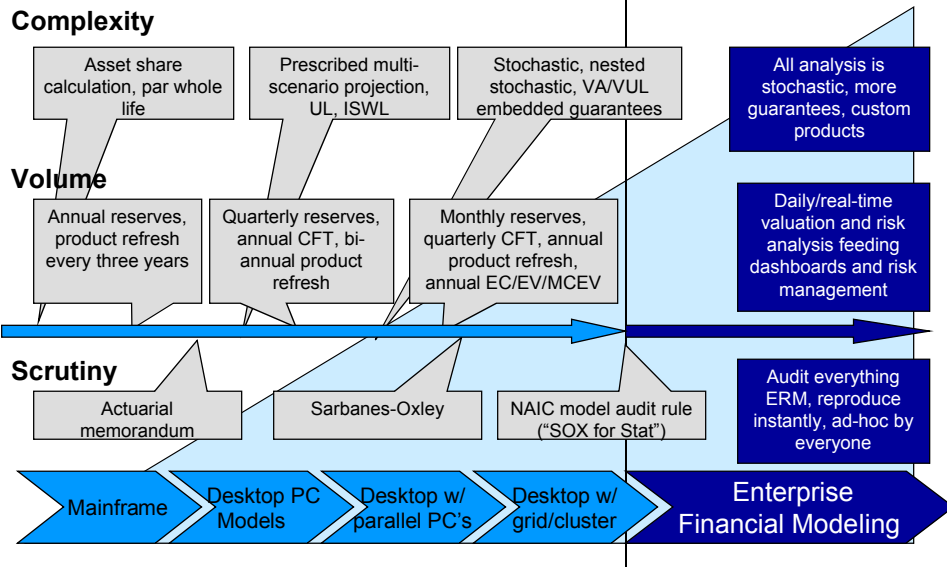 Complexity
Asset share
calculation, par whole
life
Prescribed multi-
scenario projection,
UL, ISWL
Stochastic, nested
stochastic, VA/VUL
embedded guarantees
All analysis is
stochastic, more
guarantees, custom
products
Volume
Annual reserves,
product refresh
every three years
Quarterly reserves,
annual CFT, bi-
annual product
refresh
Monthly reserves,
quarterly CFT, annual
product refresh,
annual EC/EV/MCEV
Daily/real-time
valuation and risk
analysis feeding
dashboards and risk
management
Scrutiny
Actuarial
memorandum
Sarbanes-Oxley
NAIC model audit rule
(“SOX for Stat”)
Audit everything
ERM, reproduce
instantly, ad-hoc by
everyone
Mainframe
Desktop PC
Models
Desktop w/
parallel PC’s
Desktop w/
grid/cluster
Enterprise
Financial Modeling